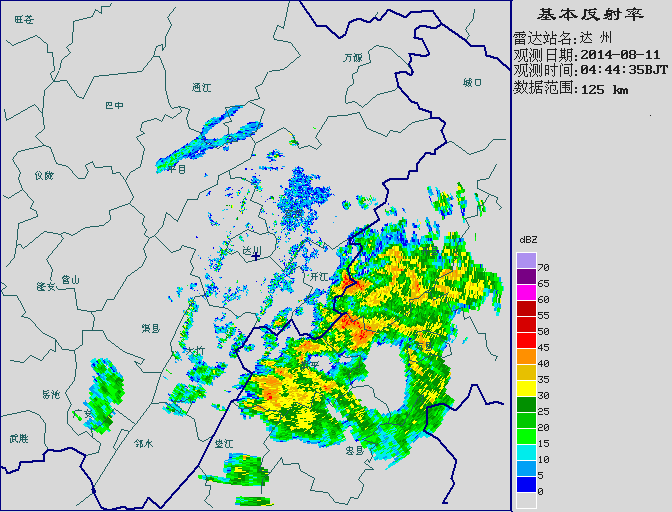 基本反射率
雷达站名:达 州
观测日期:2014-08-11
观测时间:04:44:35BJT
数据范围:125 km
dBZ
70
65
60
55
50
45
40
35
30
25
20
15
10
5
0
旺苍
万源
通江
城口
巴中
平昌
仪陇
达川
开江
营山
蓬安
渠县
大竹
岳池
广安
武胜
邻水
垫江
忠县